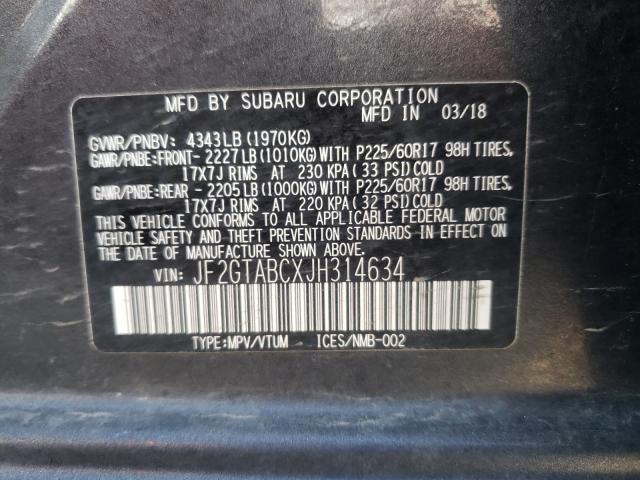 MFD BY SUBARU CORPORATION
MFD IN 03/18
GVWR/PNBV: 4343LB(1970KG)
GAWR/PNBE:FRONT-2227LB(1010KG)WITH P225/60R17 98H TIRES,
17X7J RIMS AT 230 KPA(33 PSI)COLD
GAWR/PNBE:REAR -2205LB(1000KG)WITH P225/60R17 98H TIRES,
17X7J RIMS AT 220 KPA(32 PSI)COLD
THIS VEHICLE CONFORMS TO ALL APPLICABLE FEDERAL MOTOR
VEHICLE SAFETY AND THEFT PREVENTION STANDARDS IN EFFECT ON
THE DATE OF MANUFACTURE SHOWN ABOVE.
VIN: JF2GTABCXJH314634
TYPE:MPV/VTUM ICES/NMB-002